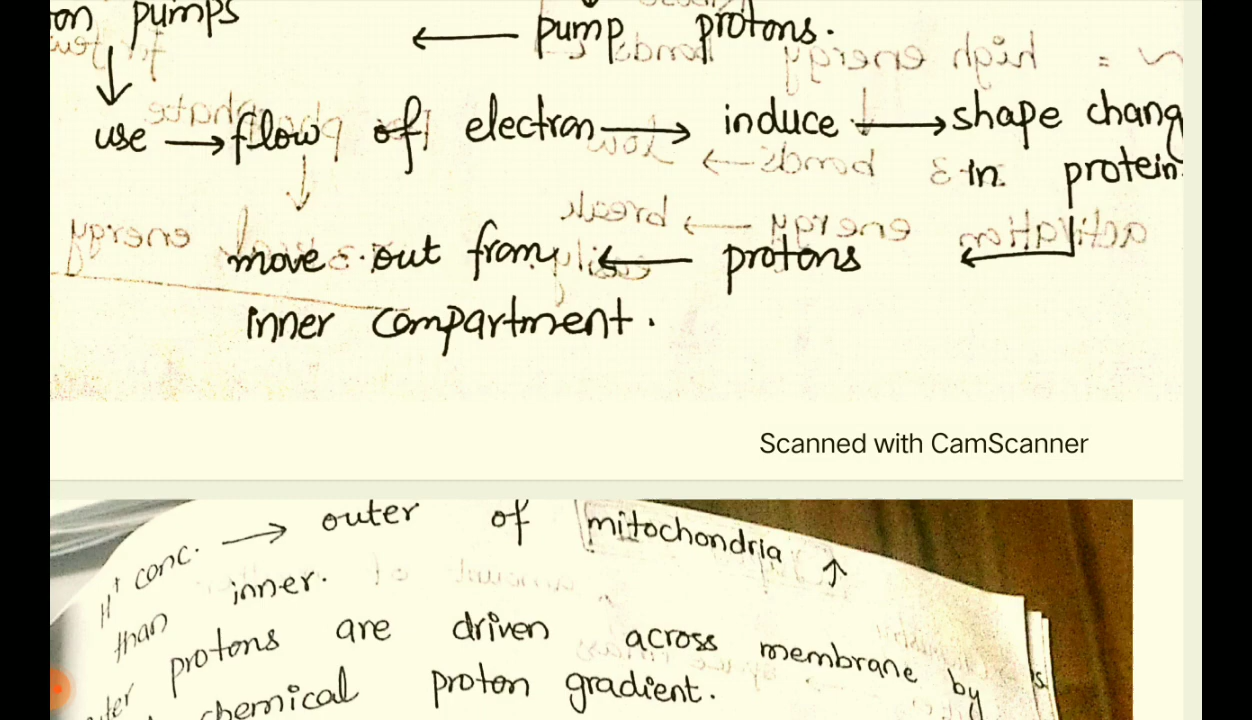 on pumps ← pump protons.
↓
use → flow of electron → induce → shape chang
in protein
↓
move out from ← protons ←
inner compartment.
Scanned with CamScanner
H⁺ conc. → outer of mitochondria ↑
than inner.
protons are driven across membrane by
chemical proton gradient.